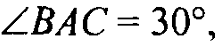 ∠BAC = 30°,